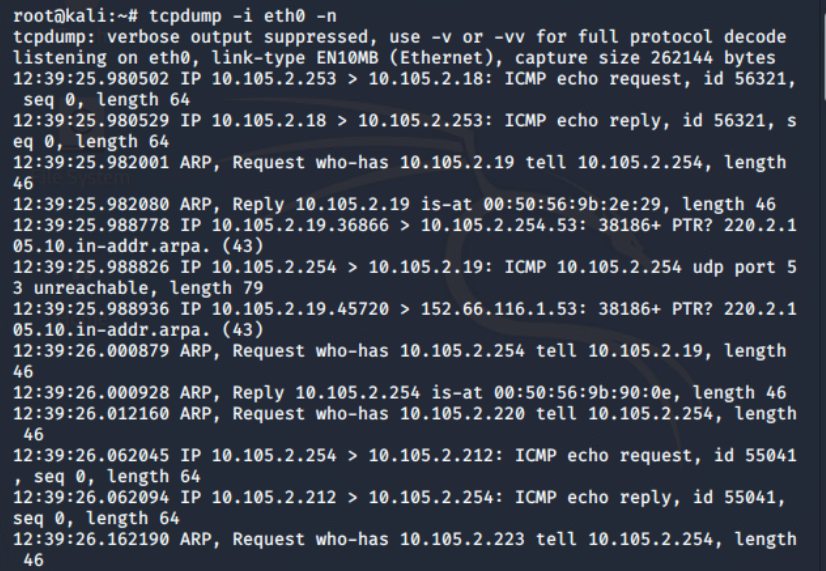 root@kali:~# tcpdump -i eth0 -n
tcpdump: verbose output suppressed, use -v or -vv for full protocol decode
listening on eth0, link-type EN10MB (Ethernet), capture size 262144 bytes
12:39:25.980502 IP 10.105.2.253 > 10.105.2.18: ICMP echo request, id 56321,
 seq 0, length 64
12:39:25.980529 IP 10.105.2.18 > 10.105.2.253: ICMP echo reply, id 56321, s
eq 0, length 64
12:39:25.982001 ARP, Request who-has 10.105.2.19 tell 10.105.2.254, length
46
12:39:25.982080 ARP, Reply 10.105.2.19 is-at 00:50:56:9b:2e:29, length 46
12:39:25.988778 IP 10.105.2.19.36866 > 10.105.2.254.53: 38186+ PTR? 220.2.1
05.10.in-addr.arpa. (43)
12:39:25.988826 IP 10.105.2.254 > 10.105.2.19: ICMP 10.105.2.254 udp port 5
3 unreachable, length 79
12:39:25.988936 IP 10.105.2.19.45720 > 152.66.116.1.53: 38186+ PTR? 220.2.1
05.10.in-addr.arpa. (43)
12:39:26.000879 ARP, Request who-has 10.105.2.254 tell 10.105.2.19, length
46
12:39:26.000928 ARP, Reply 10.105.2.254 is-at 00:50:56:9b:90:0e, length 46
12:39:26.012160 ARP, Request who-has 10.105.2.220 tell 10.105.2.254, length
 46
12:39:26.062045 IP 10.105.2.254 > 10.105.2.212: ICMP echo request, id 55041
, seq 0, length 64
12:39:26.062094 IP 10.105.2.212 > 10.105.2.254: ICMP echo reply, id 55041,
seq 0, length 64
12:39:26.162190 ARP, Request who-has 10.105.2.223 tell 10.105.2.254, length
 46